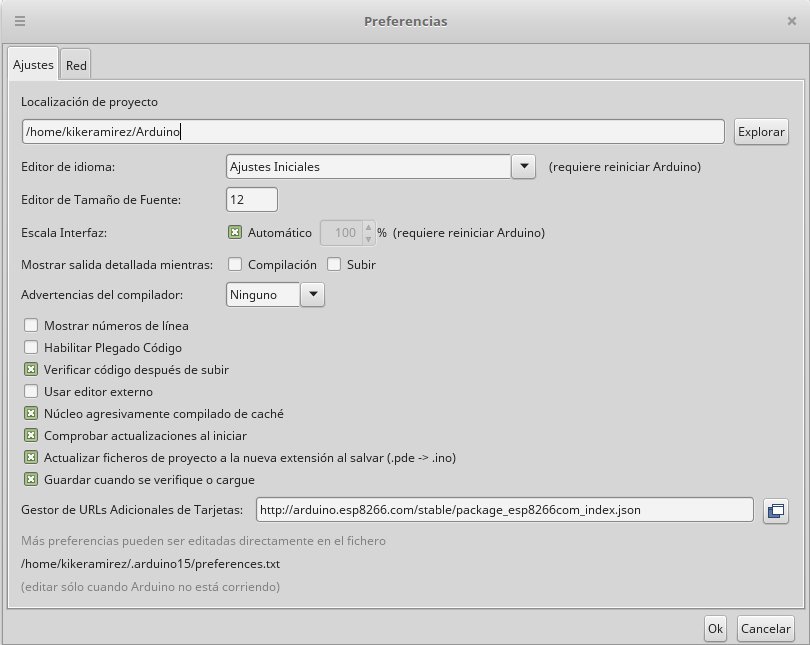 Preferencias
Ajustes Red
Localización de proyecto
/home/kikeramirez/Arduino Explorar
Editor de idioma: Ajustes Iniciales (requiere reiniciar Arduino)
Editor de Tamaño de Fuente: 12
Escala Interfaz: Automático 100 % (requiere reiniciar Arduino)
Mostrar salida detallada mientras: Compilación Subir
Advertencias del compilador: Ninguno
Mostrar números de línea
Habilitar Plegado Código
Verificar código después de subir
Usar editor externo
Núcleo agresivamente compilado de caché
Comprobar actualizaciones al iniciar
Actualizar ficheros de proyecto a la nueva extensión al salvar (.pde -> .ino)
Guardar cuando se verifique o cargue
Gestor de URLs Adicionales de Tarjetas: http://arduino.esp8266.com/stable/package_esp8266com_index.json
Más preferencias pueden ser editadas directamente en el fichero
/home/kikeramirez/.arduino15/preferences.txt
(editar sólo cuando Arduino no está corriendo)
Ok Cancelar